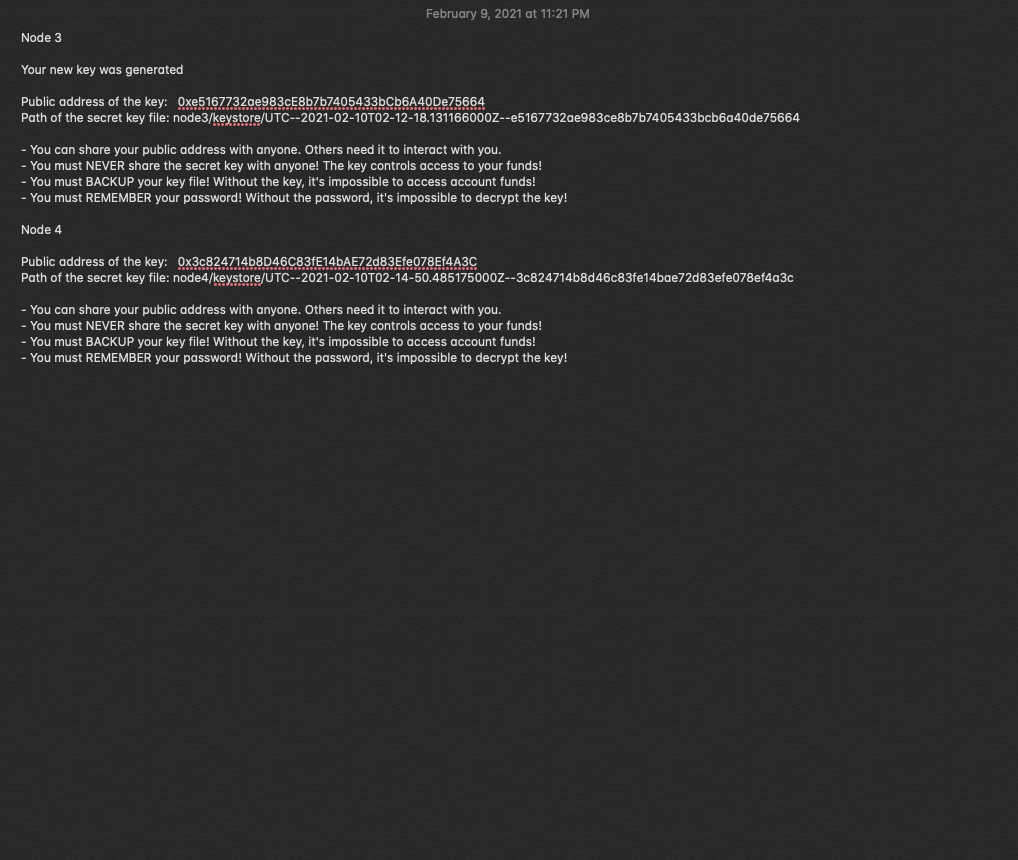 February 9, 2021 at 11:21 PM
Node 3
Your new key was generated
Public address of the key:   0xe5167732ae983cE8b7b7405433bCb6A40De75664
Path of the secret key file: node3/keystore/UTC--2021-02-10T02-12-18.131166000Z--e5167732ae983ce8b7b7405433bcb6a40de75664
- You can share your public address with anyone. Others need it to interact with you.
- You must NEVER share the secret key with anyone! The key controls access to your funds!
- You must BACKUP your key file! Without the key, it's impossible to access account funds!
- You must REMEMBER your password! Without the password, it's impossible to decrypt the key!
Node 4
Public address of the key:   0x3c824714b8D46C83fE14bAE72d83Efe078Ef4A3C
Path of the secret key file: node4/keystore/UTC--2021-02-10T02-14-50.485175000Z--3c824714b8d46c83fe14bae72d83efe078ef4a3c
- You can share your public address with anyone. Others need it to interact with you.
- You must NEVER share the secret key with anyone! The key controls access to your funds!
- You must BACKUP your key file! Without the key, it's impossible to access account funds!
- You must REMEMBER your password! Without the password, it's impossible to decrypt the key!